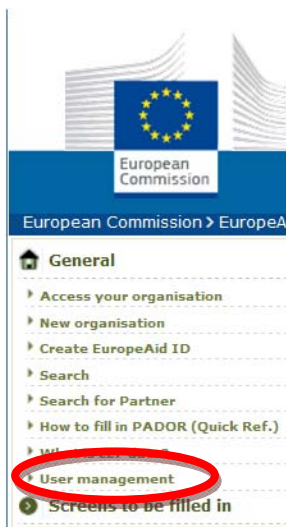 European
Commission
European Commission > EuropeA
General
Access your organisation
New organisation
Create EuropeAid ID
Search
Search for Partner
How to fill in PADOR (Quick Ref.)
User management
Screens to be filled in